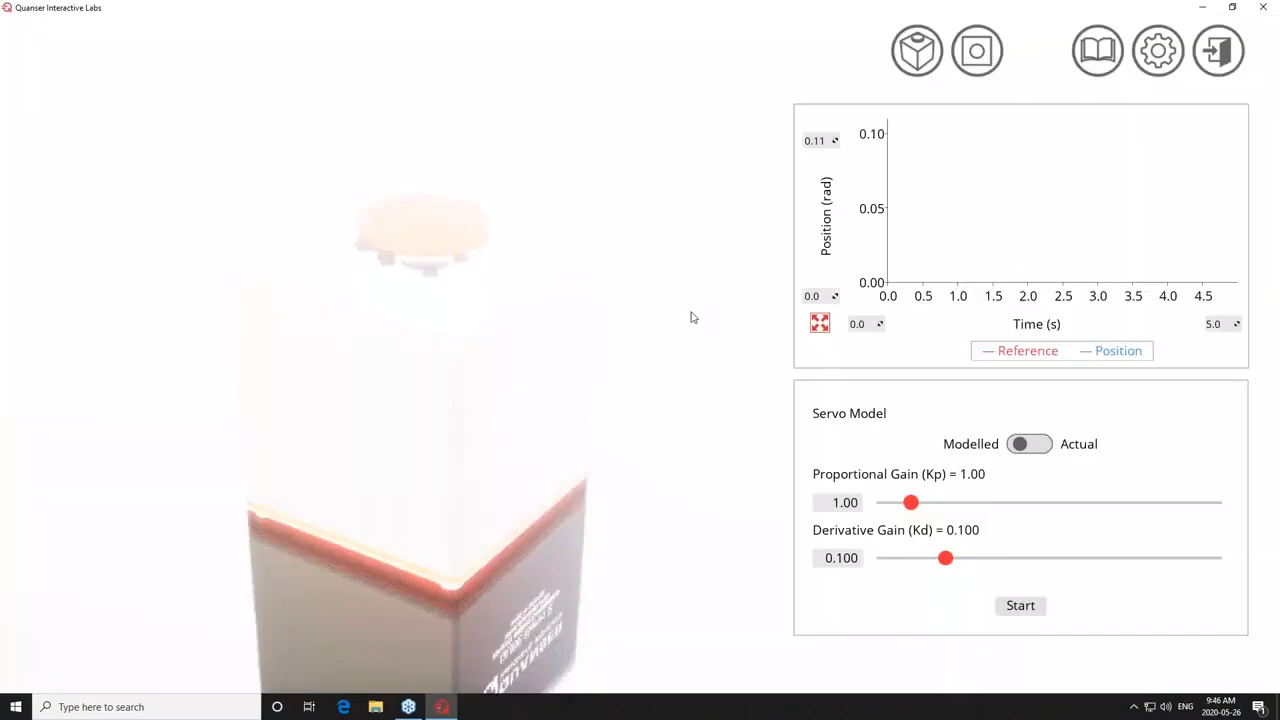 Quanser Interactive Labs
0.11
0.10
0.05
0.00
Position (rad)
0.0
0.0 0.5 1.0 1.5 2.0 2.5 3.0 3.5 4.0 4.5
0.0
Time (s)
5.0
— Reference — Position
Servo Model
Modelled Actual
Proportional Gain (Kp) = 1.00
1.00
Derivative Gain (Kd) = 0.100
0.100
Start
Type here to search
ENG
9:46 AM
2020-05-26
1